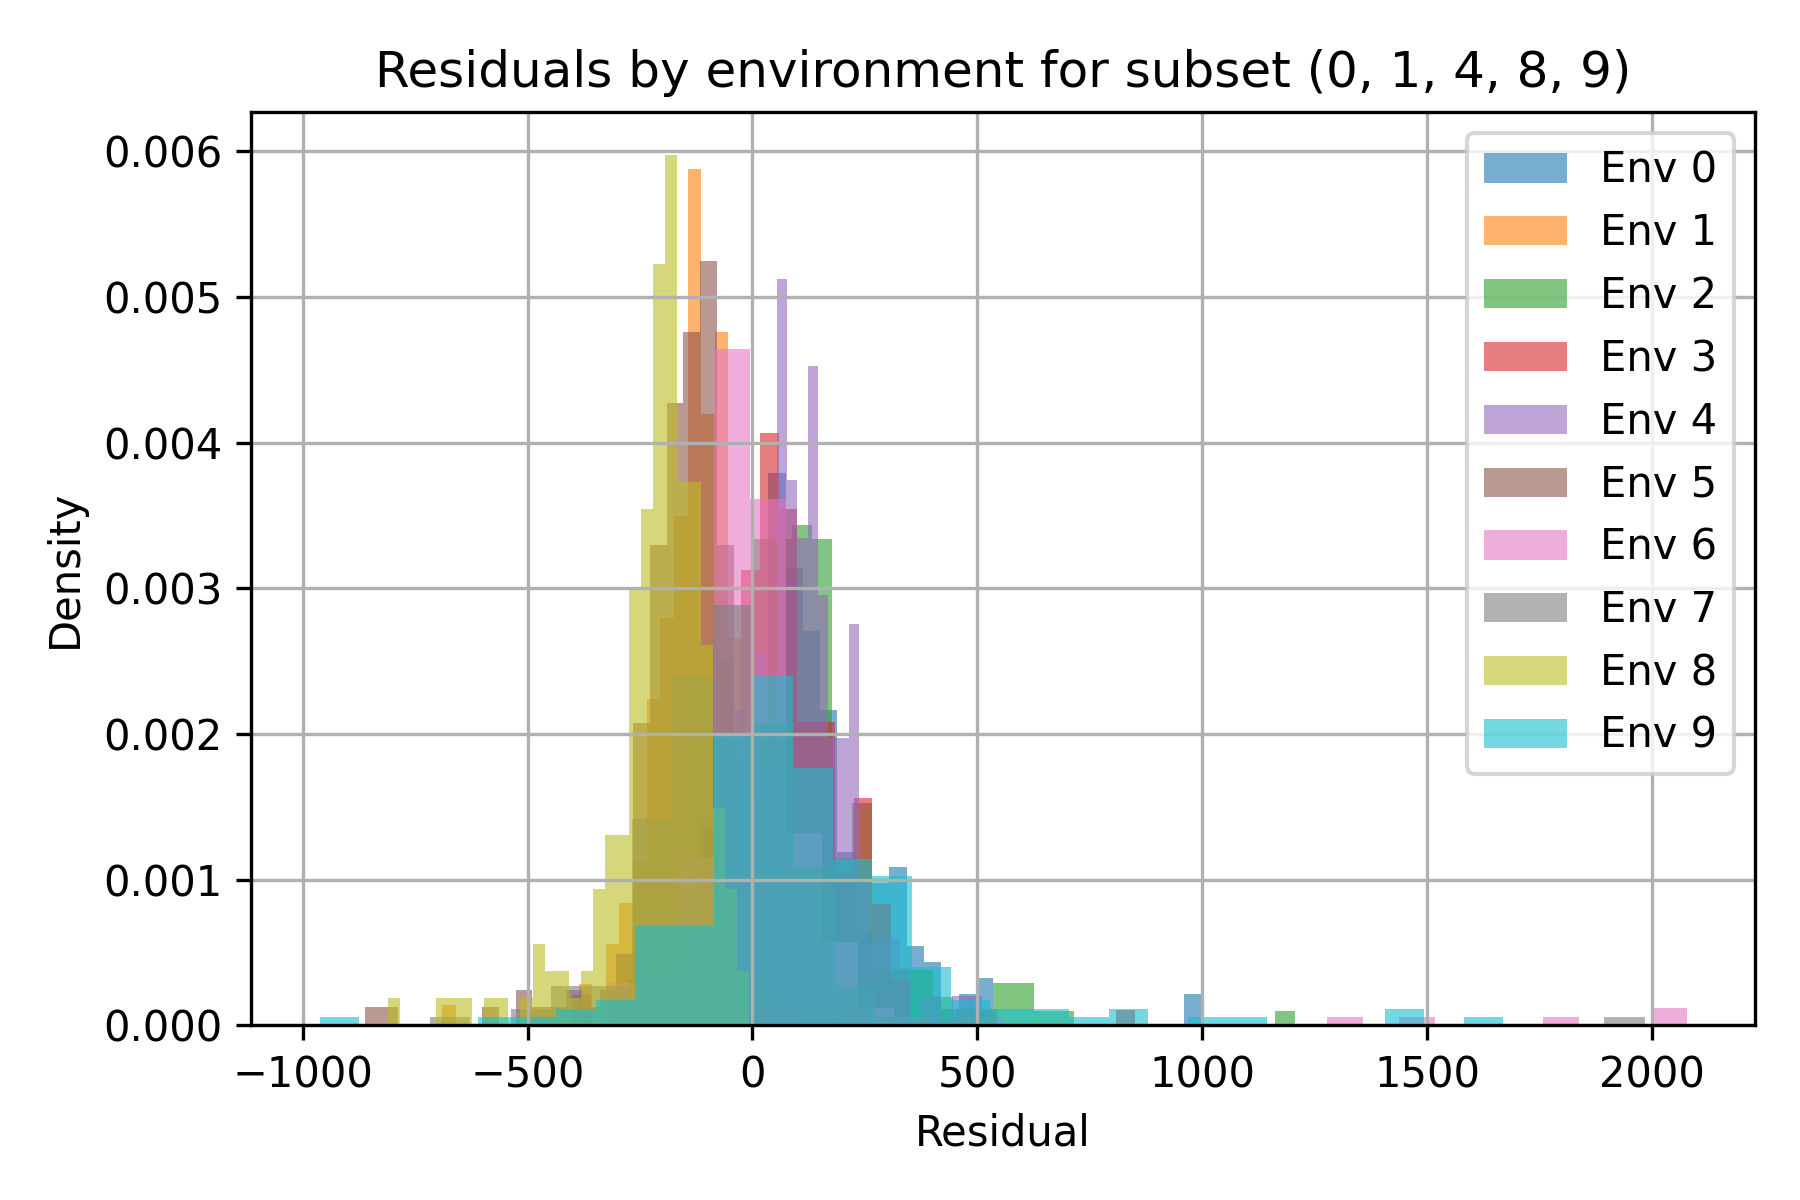 Residuals by environment for subset (0, 1, 4, 8, 9)
0.006
0.005
0.004
0.003
0.002
0.001
0.000
Density
−1000
−500
0
500
1000
1500
2000
Residual
Env 0
Env 1
Env 2
Env 3
Env 4
Env 5
Env 6
Env 7
Env 8
Env 9